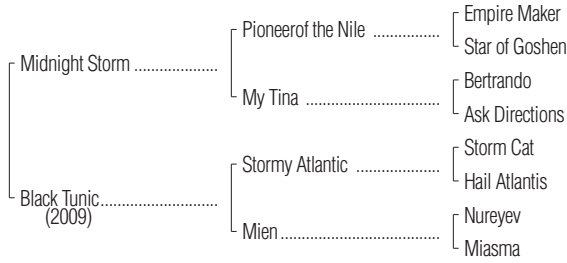 Empire Maker
Pioneerof the Nile ................
Star of Goshen
Midnight Storm ....................
Bertrando
My Tina ................................
Ask Directions
Storm Cat
Stormy Atlantic ....................
Hail Atlantis
Black Tunic............................
(2009)
Nureyev
Mien......................................
Miasma